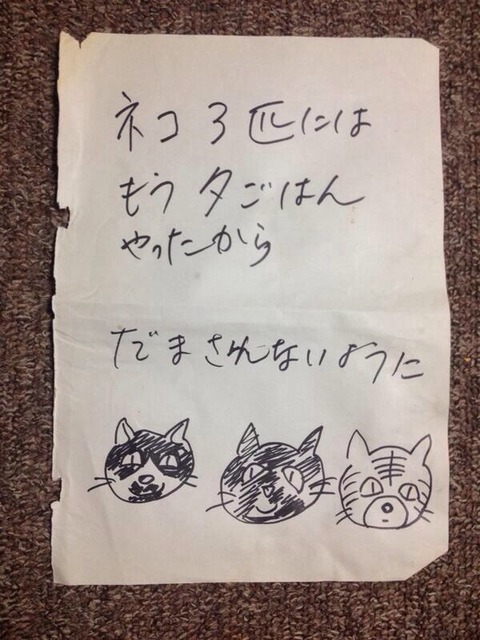 ネコ3匹には
もう夕ごはん
やったから
だまされないように